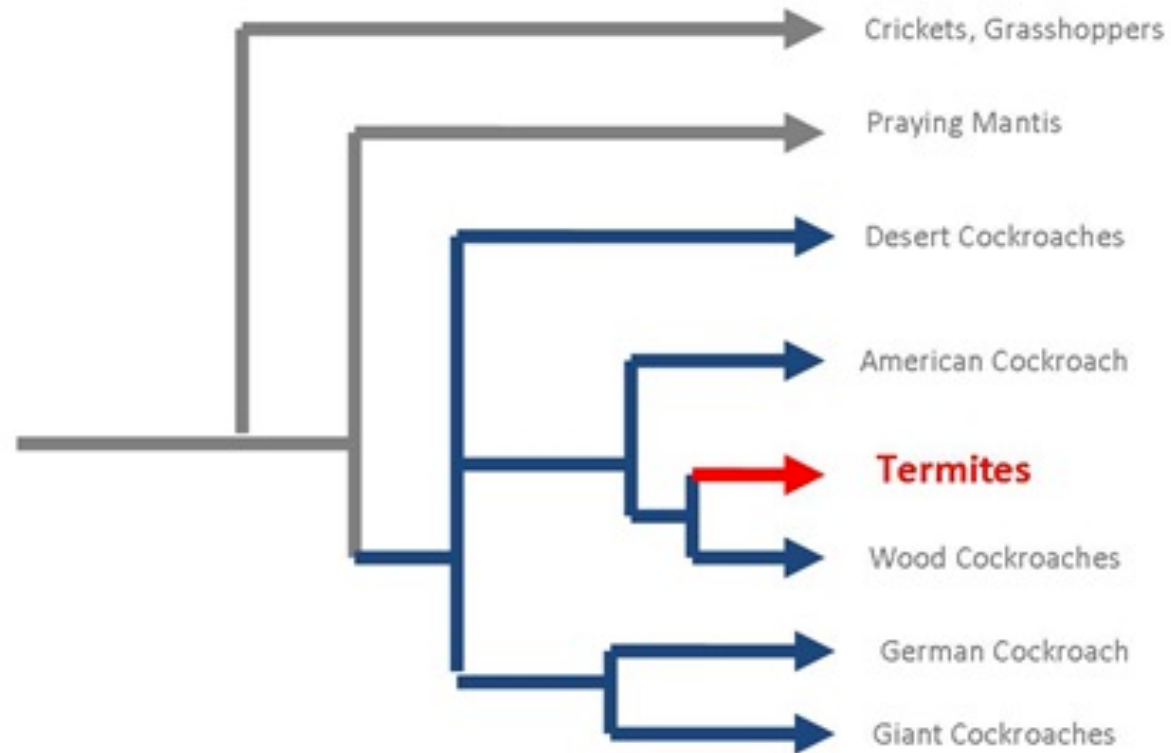 Crickets, Grasshoppers
Praying Mantis
Desert Cockroaches
American Cockroach
Termites
Wood Cockroaches
German Cockroach
Giant Cockroaches